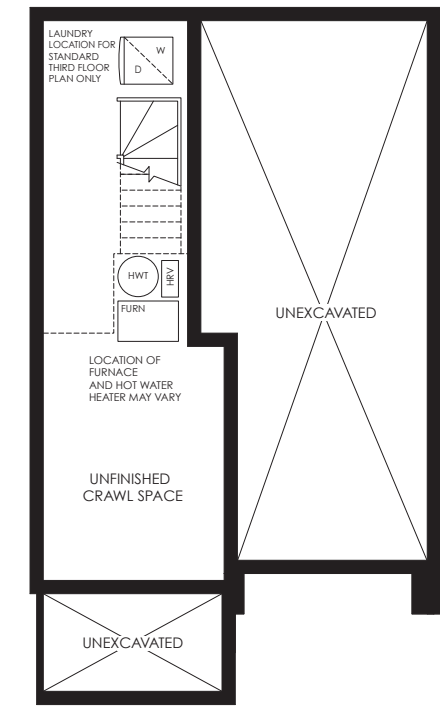 LAUNDRY
LOCATION FOR
STANDARD
THIRD FLOOR
PLAN ONLY
W
D
HWT
HRV
FURN
UNEXCAVATED
LOCATION OF
FURNACE
AND HOT WATER
HEATER MAY VARY
UNFINISHED
CRAWL SPACE
UNEXCAVATED